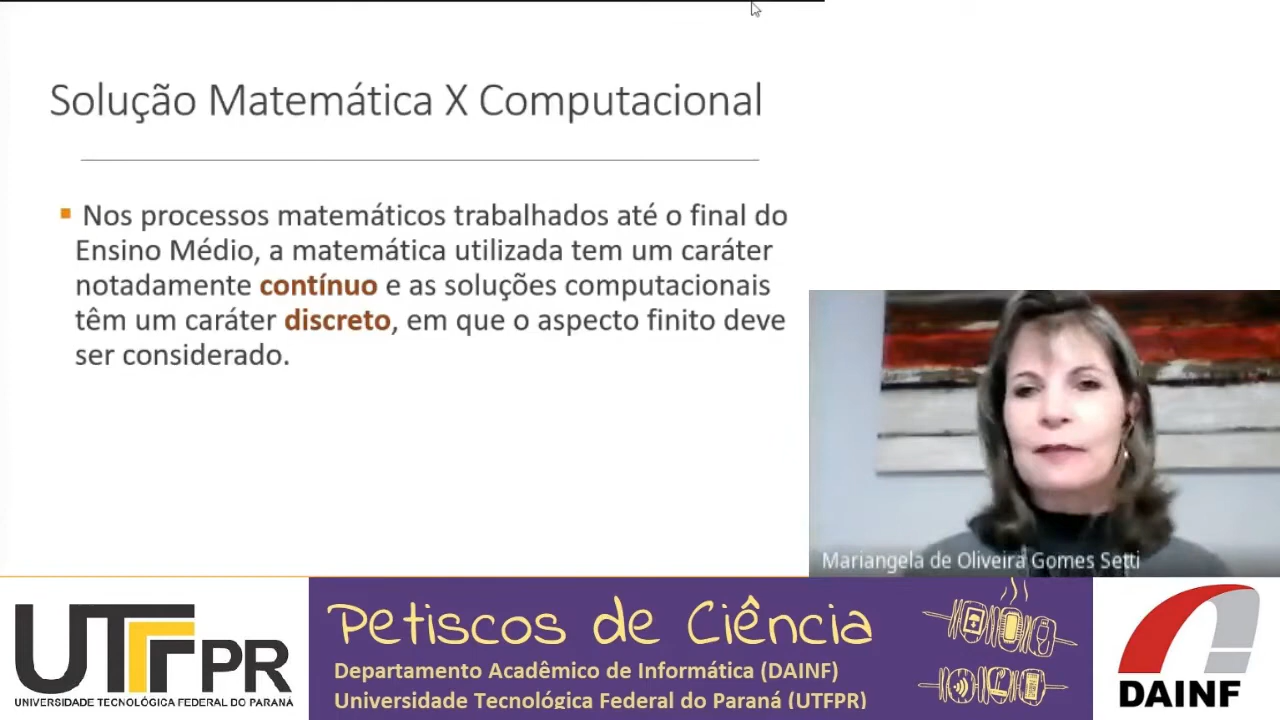 Solução Matemática X Computacional
Nos processos matemáticos trabalhados até o final do
Ensino Médio, a matemática utilizada tem um caráter
notadamente contínuo e as soluções computacionais
têm um caráter discreto, em que o aspecto finito deve
ser considerado.
Mariangela de Oliveira Gomes Setti
UTFPR
UNIVERSIDADE TECNOLÓGICA FEDERAL DO PARANÁ
Petiscos de Ciência
Departamento Acadêmico de Informática (DAINF)
Universidade Tecnológica Federal do Paraná (UTFPR)
DAINF